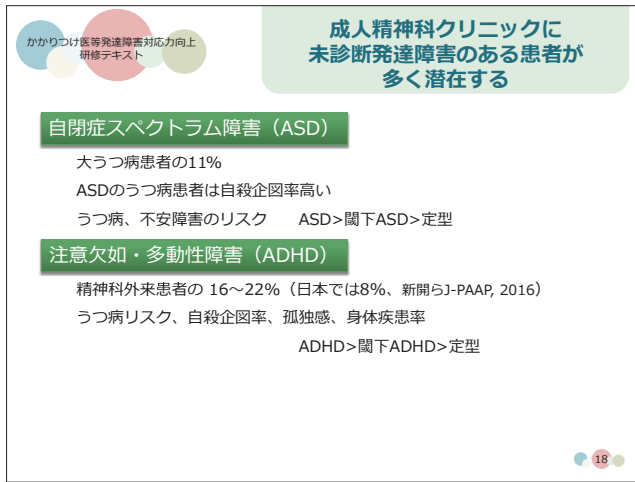 かかりつけ医等発達障害対応力向上
研修テキスト
成人精神科クリニックに
未診断発達障害のある患者が
多く潜在する
自閉症スペクトラム障害（ASD）
大うつ病患者の11%
ASDのうつ病患者は自殺企図率高い
うつ病、不安障害のリスク　　ASD>閾下ASD>定型
注意欠如・多動性障害（ADHD）
精神科外来患者の 16～22%（日本では8%、新開らJ-PAAP, 2016）
うつ病リスク、自殺企図率、孤独感、身体疾患率
ADHD>閾下ADHD>定型
18